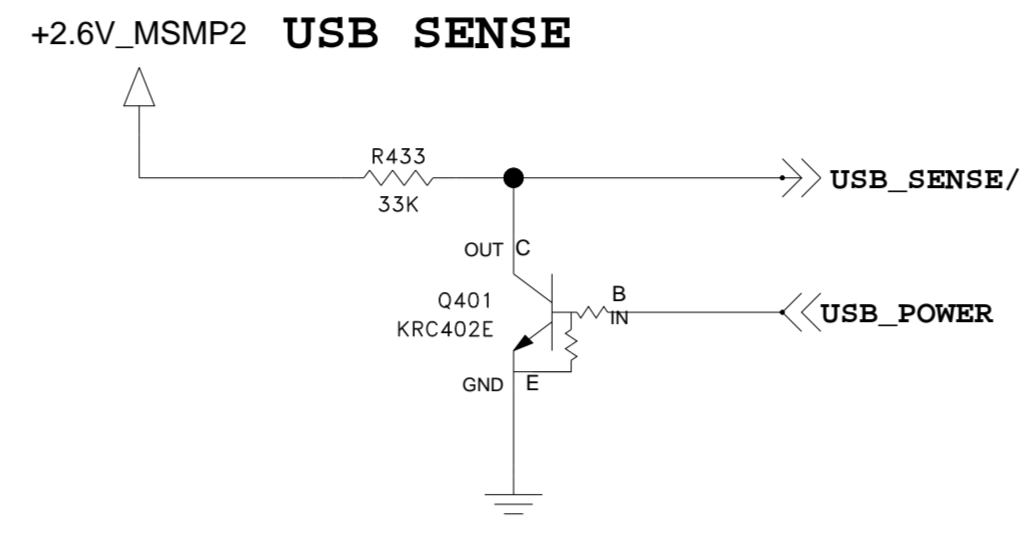 +2.6V_MSMP2 USB SENSE
R433
33K
USB_SENSE/
OUT C
Q401
KRC402E
B
IN
USB_POWER
GND E